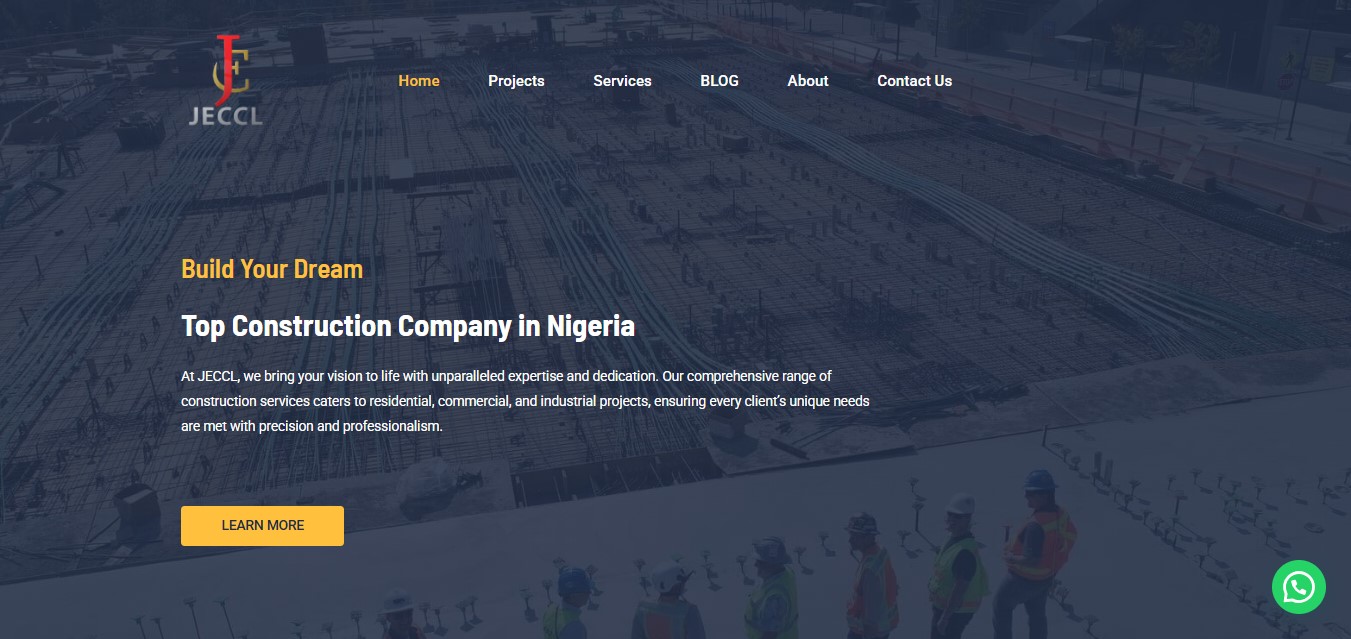 JE
JECCL
Home Projects Services BLOG About Contact Us
Build Your Dream
Top Construction Company in Nigeria
At JECCL, we bring your vision to life with unparalleled expertise and dedication. Our comprehensive range of
construction services caters to residential, commercial, and industrial projects, ensuring every client's unique needs
are met with precision and professionalism.
LEARN MORE